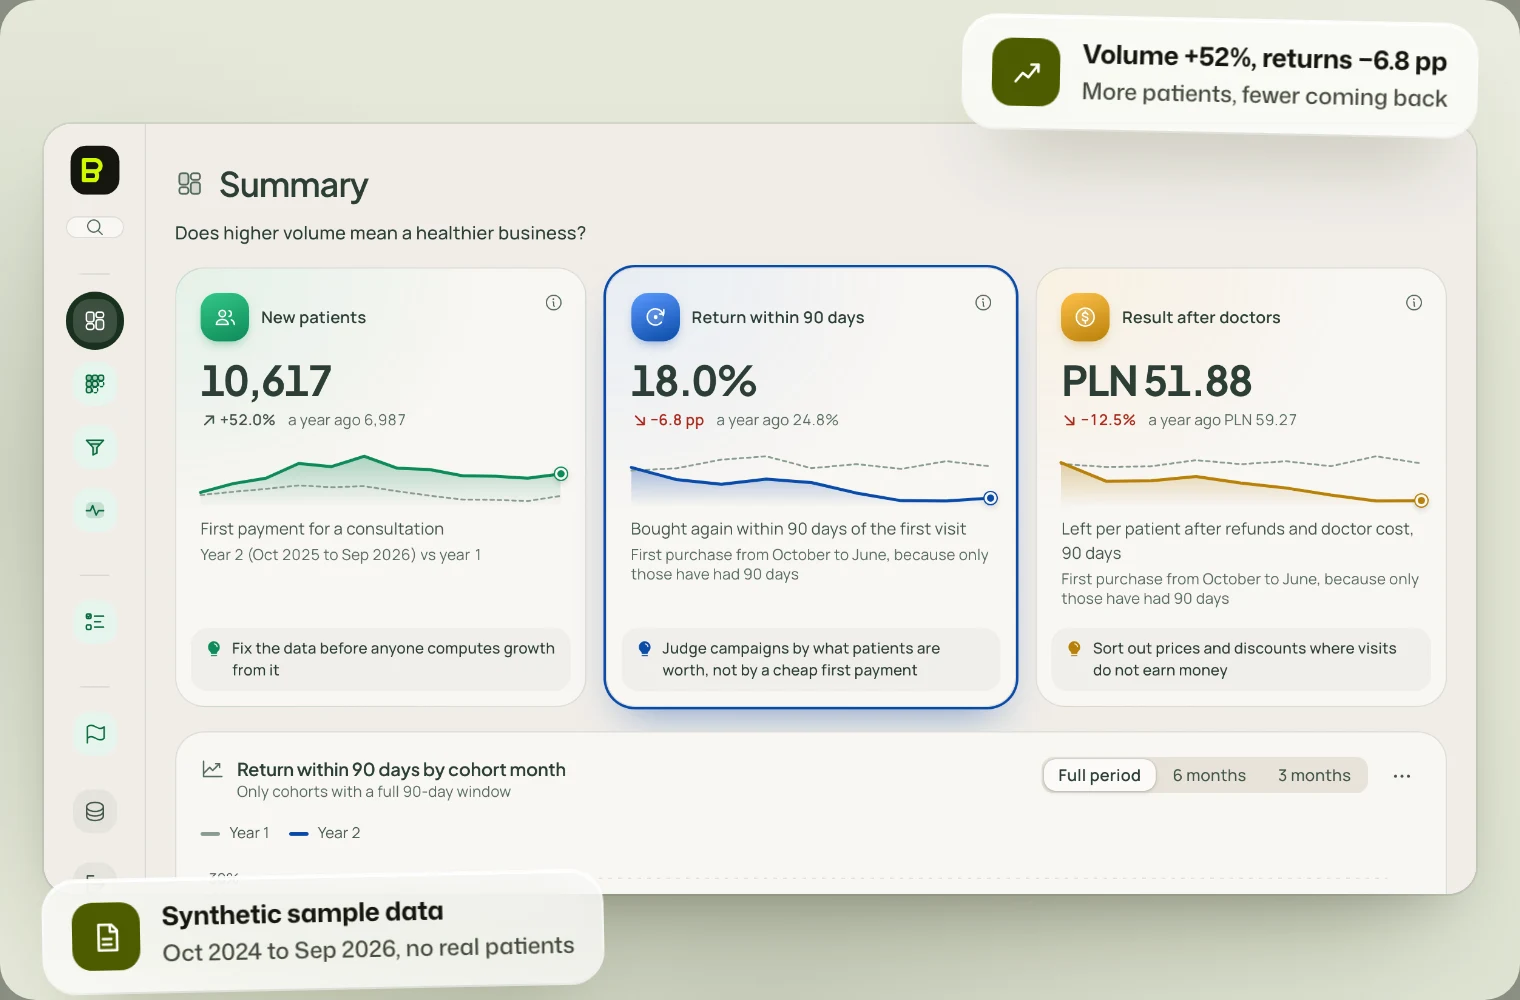 Volume +52%, returns −6.8 pp
More patients, fewer coming back
Summary
Does higher volume mean a healthier business?
New patients
10,617
+52.0% a year ago 6,987
First payment for a consultation
Year 2 (Oct 2025 to Sep 2026) vs year 1
Fix the data before anyone computes growth
from it
Return within 90 days
18.0%
−6.8 pp a year ago 24.8%
Bought again within 90 days of the first visit
First purchase from October to June, because only
those have had 90 days
Judge campaigns by what patients are
worth, not by a cheap first payment
Result after doctors
PLN 51.88
−12.5% a year ago PLN 59.27
Left per patient after refunds and doctor cost,
90 days
First purchase from October to June, because only
those have had 90 days
Sort out prices and discounts where visits
do not earn money
Return within 90 days by cohort month
Only cohorts with a full 90-day window
Full period 6 months 3 months
Year 1 Year 2
30%
Synthetic sample data
Oct 2024 to Sep 2026, no real patients